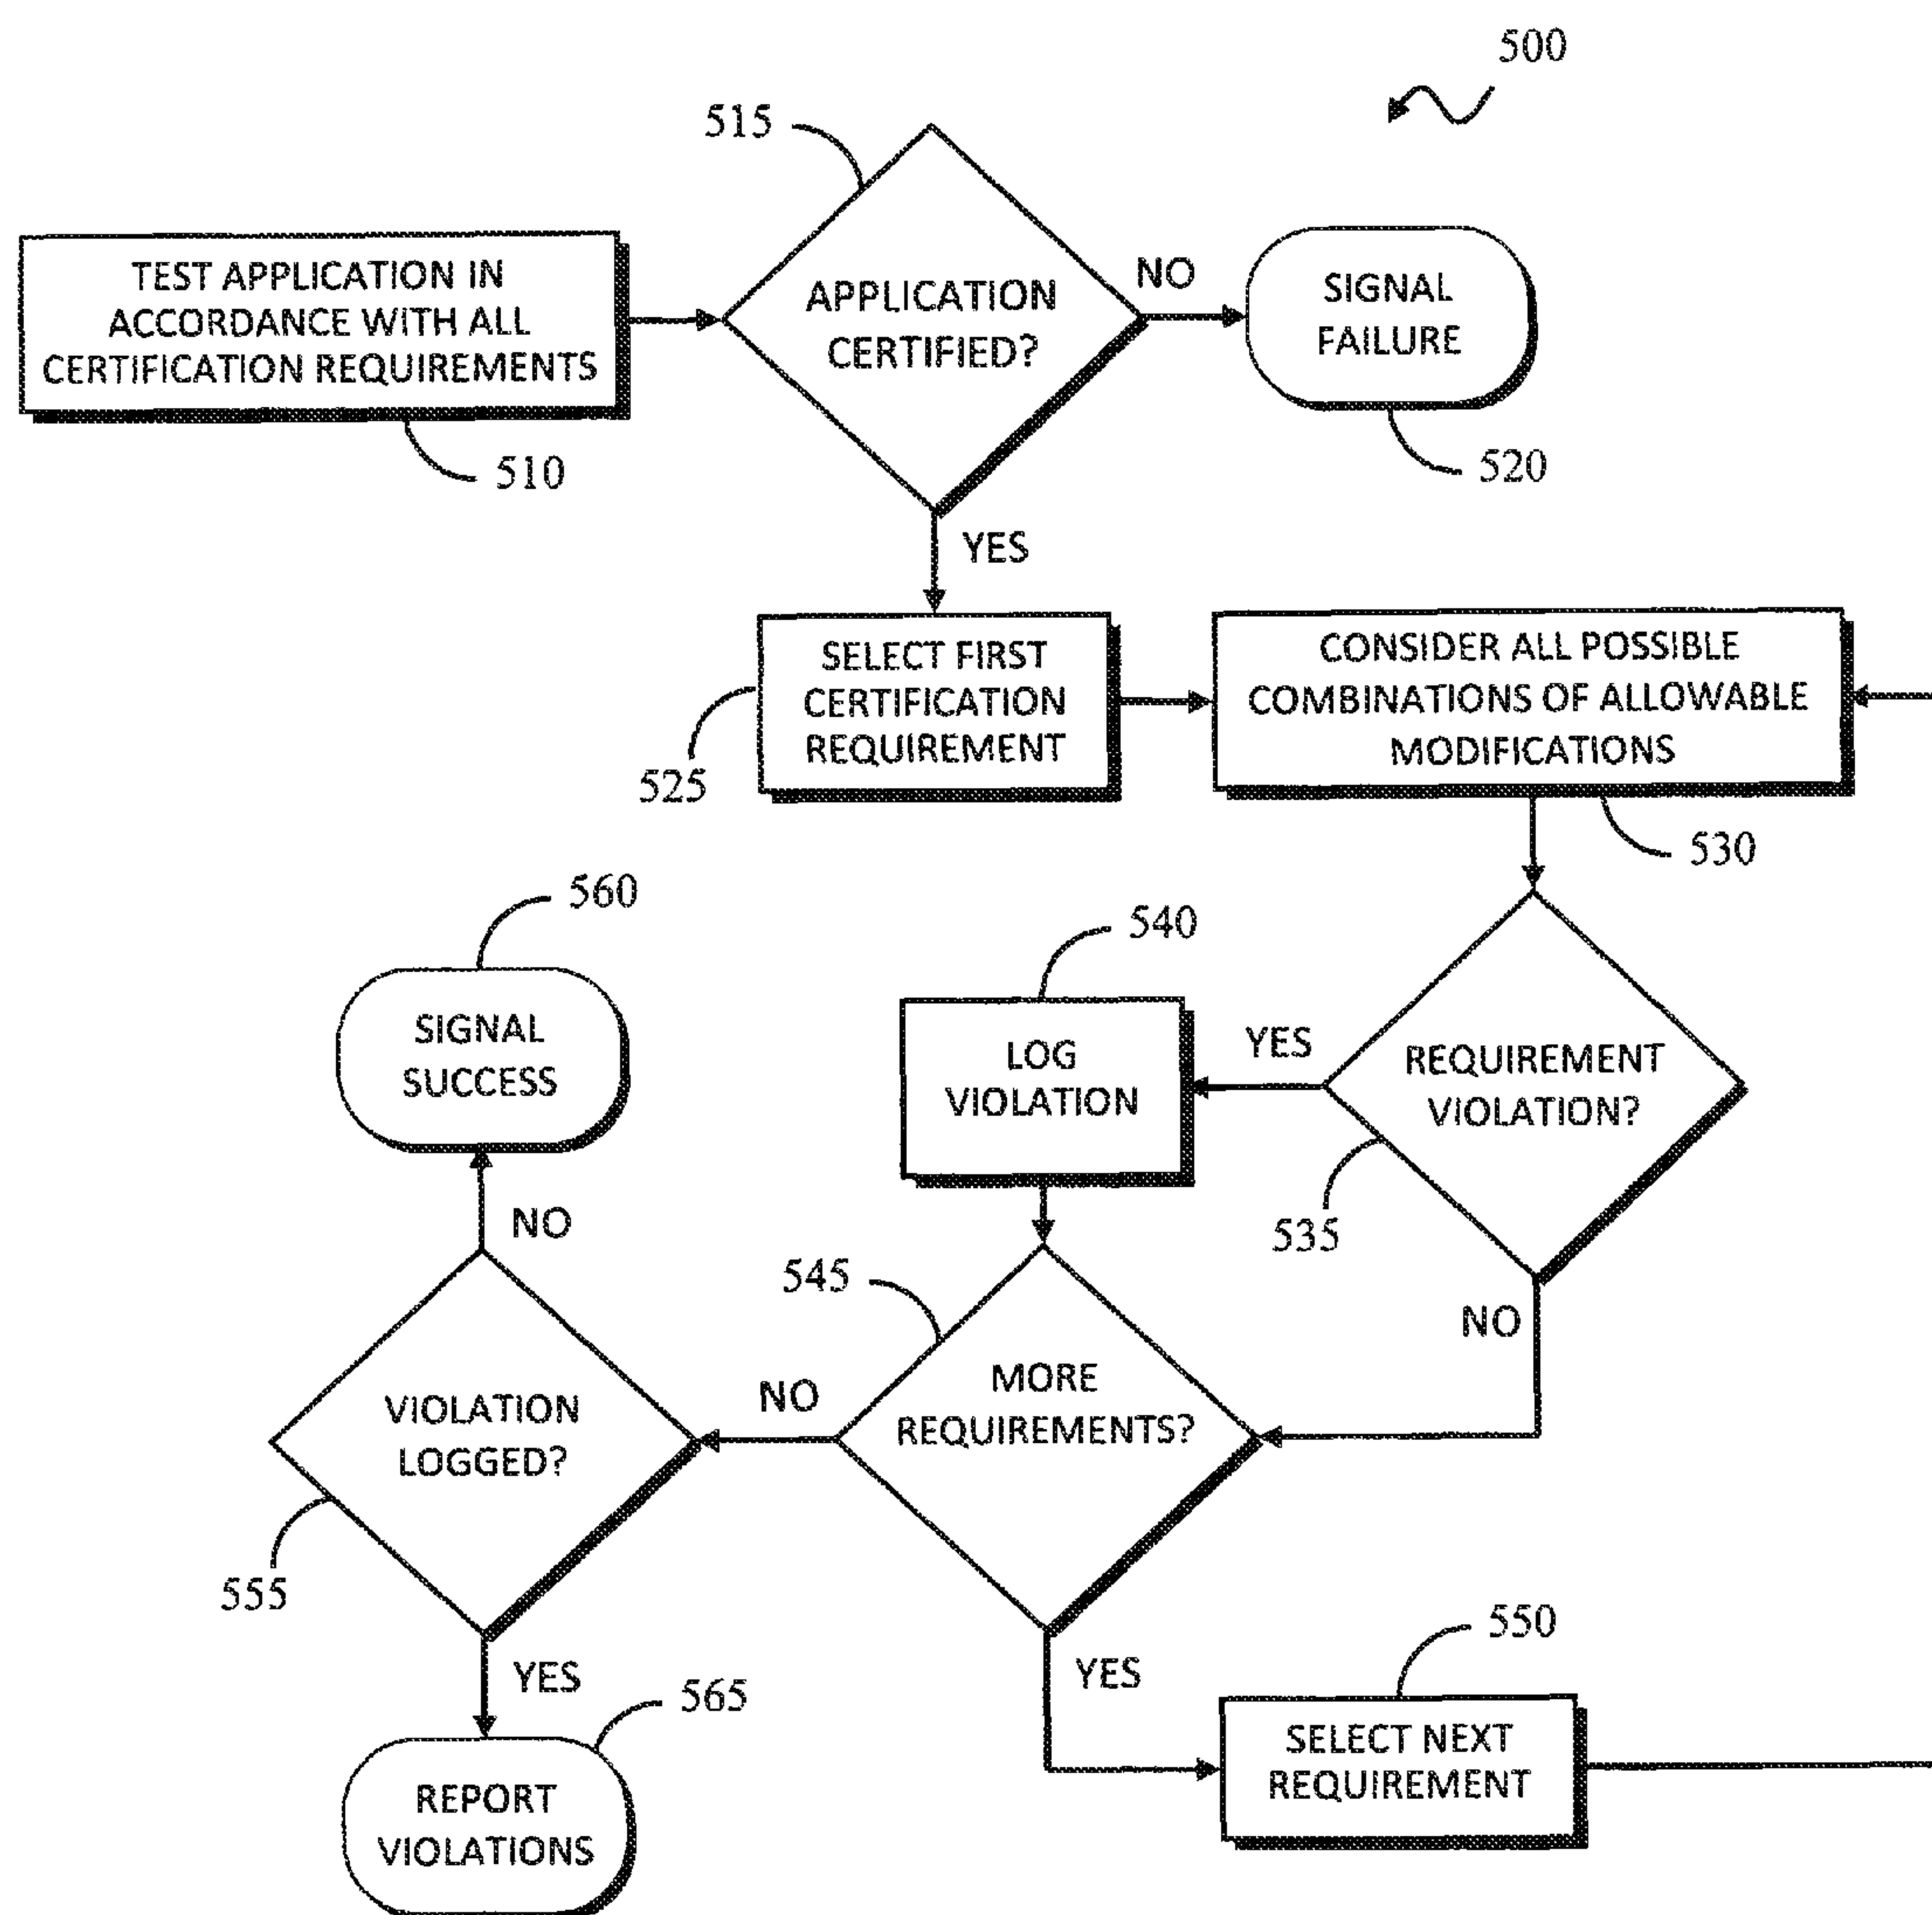 500
515
TEST APPLICATION IN
ACCORDANCE WITH ALL
CERTIFICATION REQUIREMENTS
510
APPLICATION
CERTIFIED?
NO
SIGNAL
FAILURE
520
YES
SELECT FIRST
CERTIFICATION
REQUIREMENT
525
CONSIDER ALL POSSIBLE
COMBINATIONS OF ALLOWABLE
MODIFICATIONS
530
REQUIREMENT
VIOLATION?
535
YES
540
LOG
VIOLATION
NO
545
MORE
REQUIREMENTS?
YES
550
SELECT NEXT
REQUIREMENT
NO
VIOLATION
LOGGED?
555
NO
560
SIGNAL
SUCCESS
YES
565
REPORT
VIOLATIONS